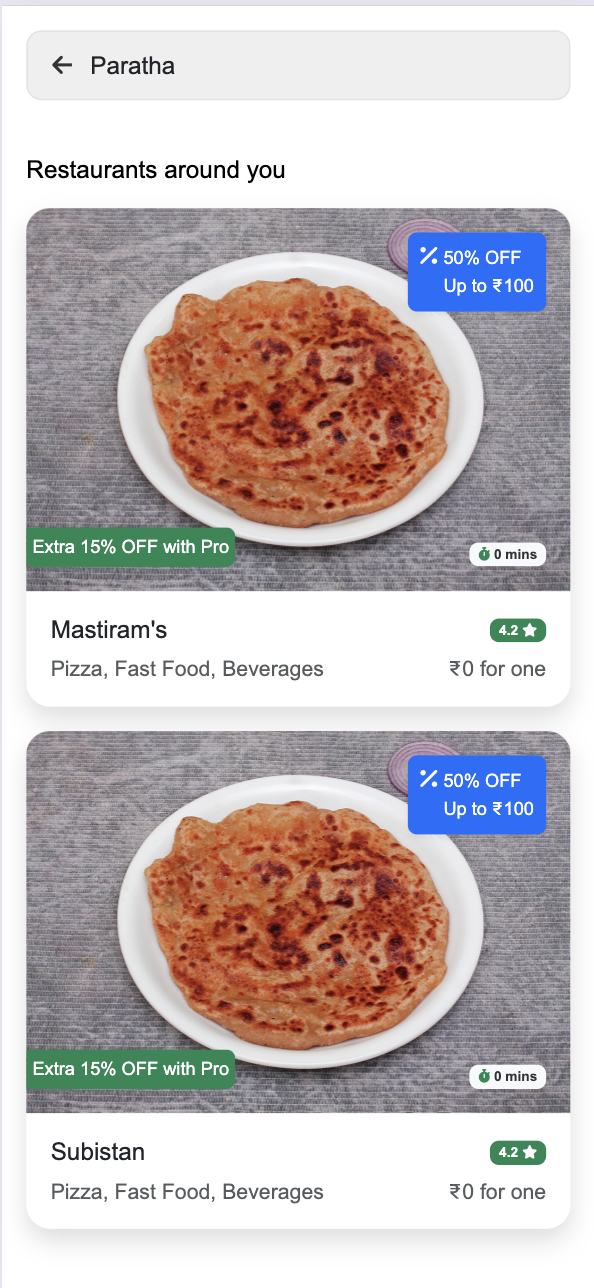 Paratha
Restaurants around you
50% OFF
Up to ₹100
Extra 15% OFF with Pro
0 mins
Mastiram's
4.2
Pizza, Fast Food, Beverages
₹0 for one
50% OFF
Up to ₹100
Extra 15% OFF with Pro
0 mins
Subistan
4.2
Pizza, Fast Food, Beverages
₹0 for one